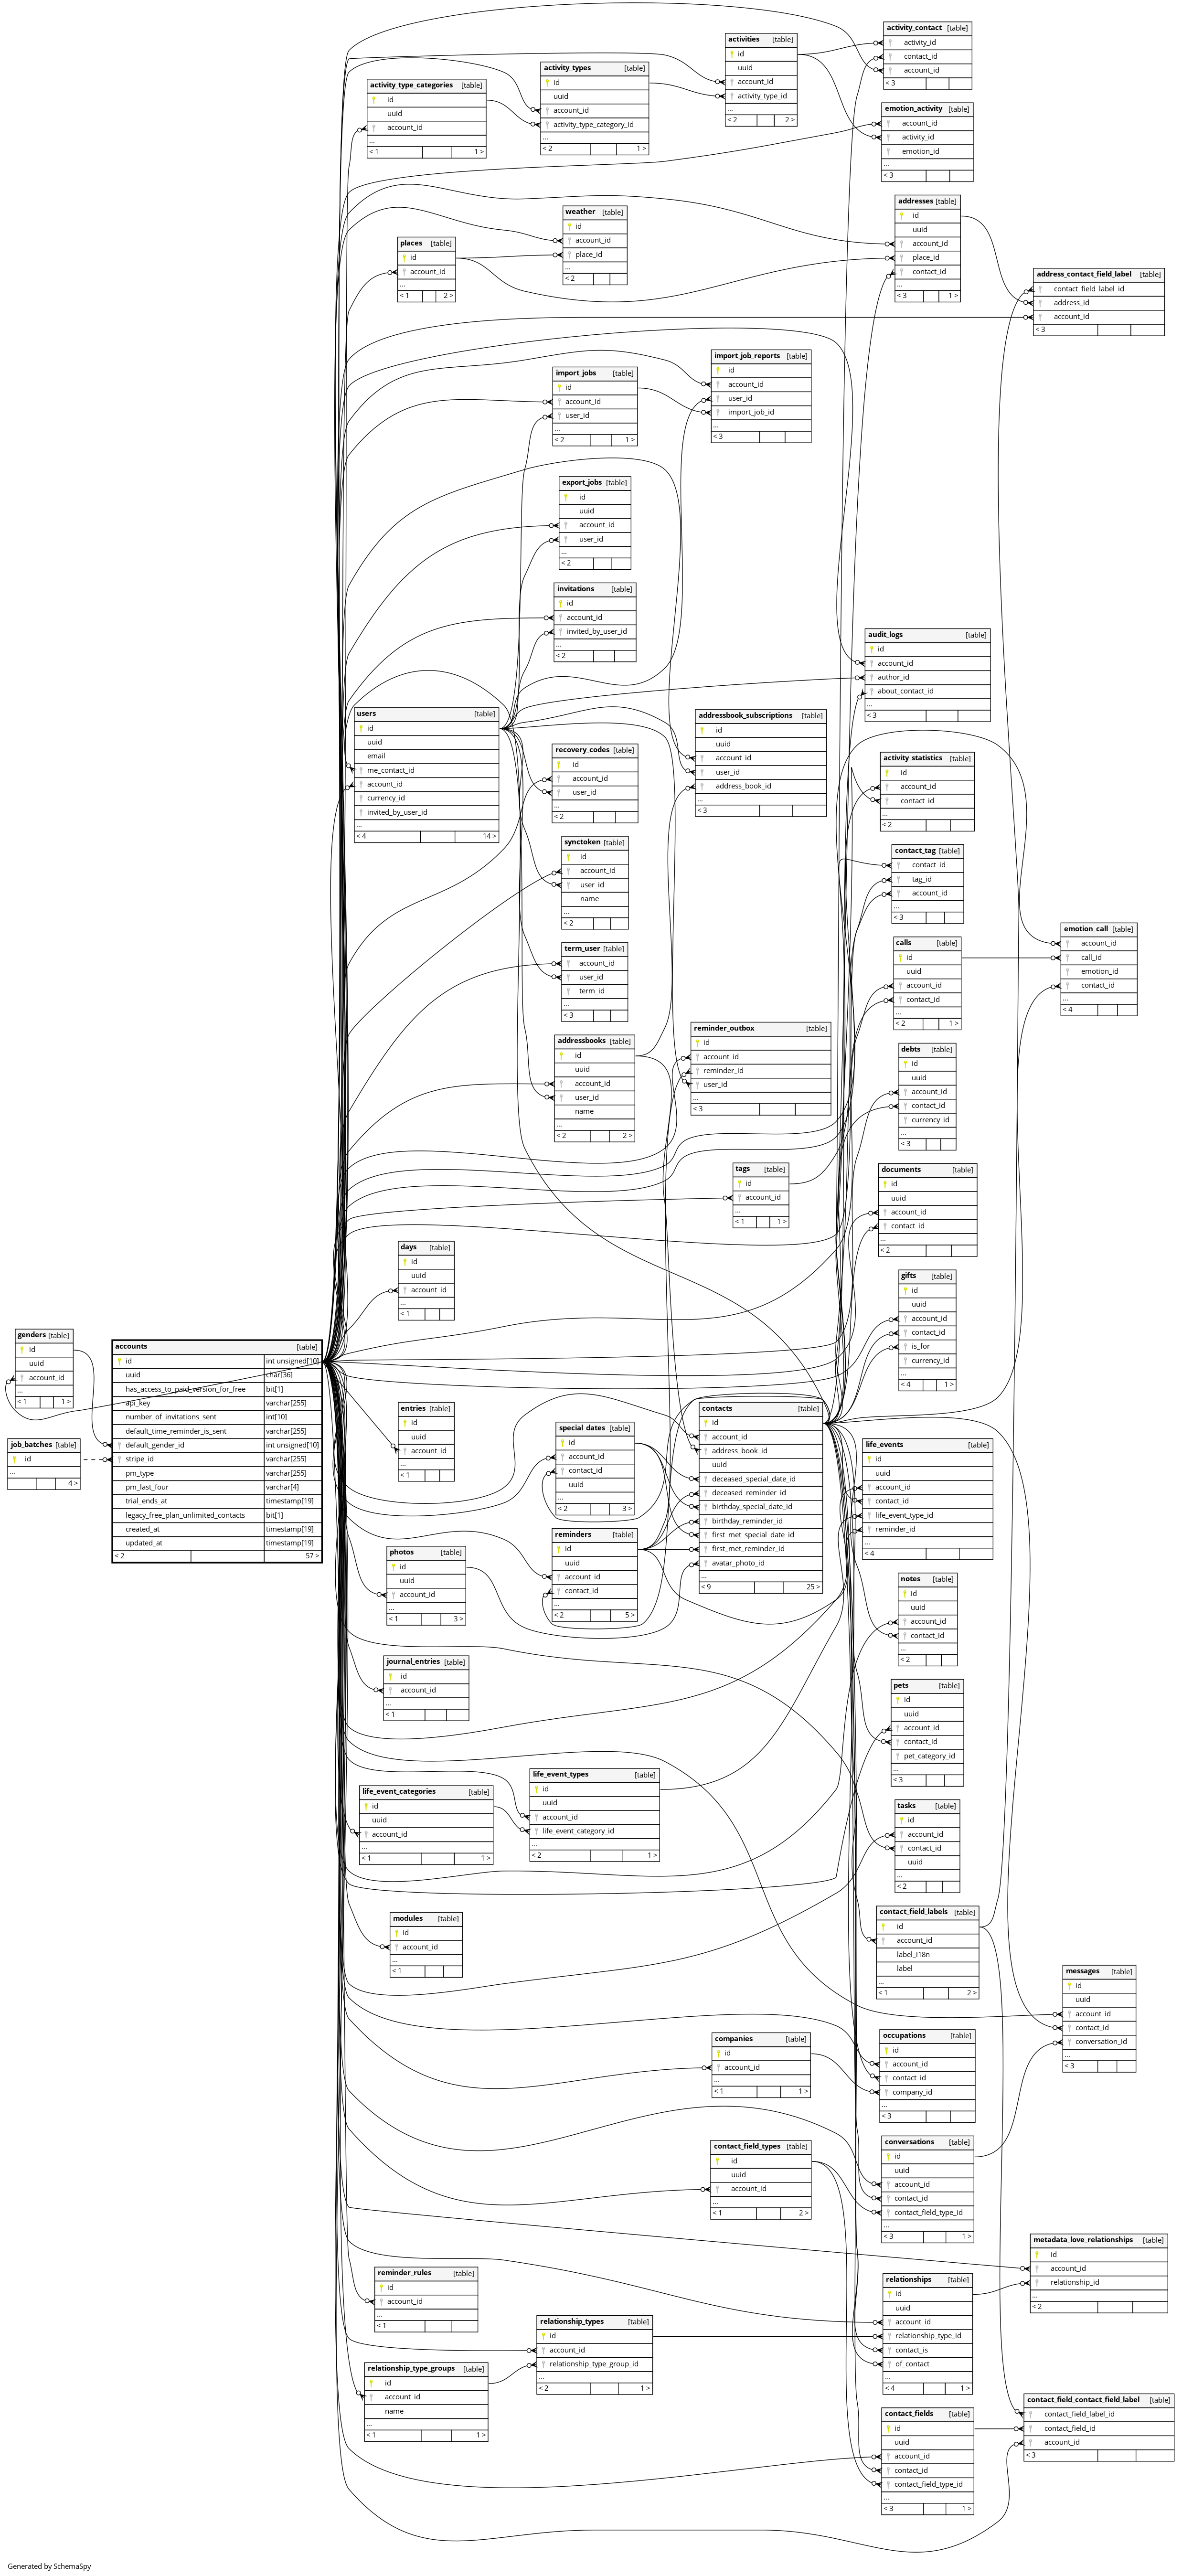 activity_contact [table]
activity_id
contact_id
account_id
< 3
activities [table]
id
uuid
account_id
activity_type_id
...
< 2 2 >
activity_types [table]
id
uuid
account_id
activity_type_category_id
...
< 2 1 >
activity_type_categories [table]
id
uuid
account_id
...
< 1 1 >
emotion_activity [table]
account_id
activity_id
emotion_id
...
< 3
addresses [table]
id
uuid
account_id
place_id
contact_id
...
< 3 1 >
weather [table]
id
account_id
place_id
...
< 2
places [table]
id
account_id
...
< 1 2 >
address_contact_field_label [table]
contact_field_label_id
address_id
account_id
< 3
import_job_reports [table]
id
account_id
user_id
import_job_id
...
< 3
import_jobs [table]
id
account_id
user_id
...
< 2 1 >
export_jobs [table]
id
uuid
account_id
user_id
...
< 2
invitations [table]
id
account_id
invited_by_user_id
...
< 2
audit_logs [table]
id
account_id
author_id
about_contact_id
...
< 3
users [table]
id
uuid
email
me_contact_id
account_id
currency_id
invited_by_user_id
...
< 4 14 >
addressbook_subscriptions [table]
id
uuid
account_id
user_id
address_book_id
...
< 3
recovery_codes [table]
id
account_id
user_id
...
< 2
activity_statistics [table]
id
account_id
contact_id
...
< 2
synctoken [table]
id
account_id
user_id
name
...
< 2
contact_tag [table]
contact_id
tag_id
account_id
...
< 3
emotion_call [table]
account_id
call_id
emotion_id
contact_id
...
< 4
calls [table]
id
uuid
account_id
contact_id
...
< 2 1 >
term_user [table]
account_id
user_id
term_id
...
< 3
reminder_outbox [table]
id
account_id
reminder_id
user_id
...
< 3
addressbooks [table]
id
uuid
account_id
user_id
name
...
< 2 2 >
debts [table]
id
uuid
account_id
contact_id
currency_id
...
< 3
tags [table]
id
account_id
...
< 1 1 >
documents [table]
id
uuid
account_id
contact_id
...
< 2
days [table]
id
uuid
account_id
...
< 1
gifts [table]
id
uuid
account_id
contact_id
is_for
currency_id
...
< 4 1 >
genders [table]
id
uuid
account_id
...
< 1 1 >
accounts [table]
id int unsigned[10]
uuid char[36]
has_access_to_paid_version_for_free bit[1]
api_key varchar[255]
number_of_invitations_sent int[10]
default_time_reminder_is_sent varchar[255]
default_gender_id int unsigned[10]
stripe_id varchar[255]
pm_type varchar[255]
pm_last_four varchar[4]
trial_ends_at timestamp[19]
legacy_free_plan_unlimited_contacts bit[1]
created_at timestamp[19]
updated_at timestamp[19]
< 2 57 >
job_batches [table]
id
...
4 >
entries [table]
id
uuid
account_id
...
< 1
special_dates [table]
id
account_id
contact_id
uuid
...
< 2 3 >
contacts [table]
id
account_id
address_book_id
uuid
deceased_special_date_id
deceased_reminder_id
birthday_special_date_id
birthday_reminder_id
first_met_special_date_id
first_met_reminder_id
avatar_photo_id
...
< 9 25 >
life_events [table]
id
uuid
account_id
contact_id
life_event_type_id
reminder_id
...
< 4
reminders [table]
id
uuid
account_id
contact_id
...
< 2 5 >
photos [table]
id
uuid
account_id
...
< 1 3 >
notes [table]
id
uuid
account_id
contact_id
...
< 2
journal_entries [table]
id
account_id
...
< 1
pets [table]
id
uuid
account_id
contact_id
pet_category_id
...
< 3
life_event_types [table]
id
uuid
account_id
life_event_category_id
...
< 2 1 >
life_event_categories [table]
id
uuid
account_id
...
< 1 1 >
tasks [table]
id
account_id
contact_id
uuid
...
< 2
contact_field_labels [table]
id
account_id
label_i18n
label
...
< 1 2 >
modules [table]
id
account_id
...
< 1
messages [table]
id
uuid
account_id
contact_id
conversation_id
...
< 3
occupations [table]
id
account_id
contact_id
company_id
...
< 3
companies [table]
id
account_id
...
< 1 1 >
conversations [table]
id
uuid
account_id
contact_id
contact_field_type_id
...
< 3 1 >
contact_field_types [table]
id
uuid
account_id
...
< 1 2 >
metadata_love_relationships [table]
id
account_id
relationship_id
...
< 2
reminder_rules [table]
id
account_id
...
< 1
relationships [table]
id
uuid
account_id
relationship_type_id
contact_is
of_contact
...
< 4 1 >
relationship_types [table]
id
account_id
relationship_type_group_id
...
< 2 1 >
relationship_type_groups [table]
id
account_id
name
...
< 1 1 >
contact_field_contact_field_label [table]
contact_field_label_id
contact_field_id
account_id
< 3
contact_fields [table]
id
uuid
account_id
contact_id
contact_field_type_id
...
< 3 1 >
Generated by SchemaSpy